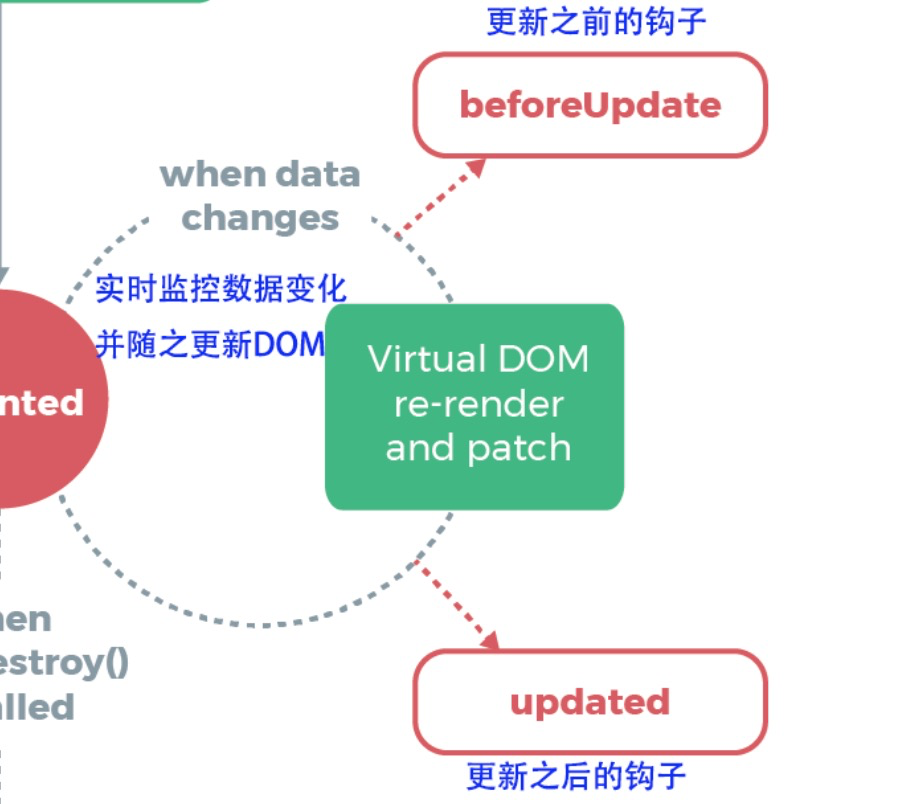 更新之前的钩子
beforeUpdate
when data
changes
实时监控数据变化
并随之更新DOM
Virtual DOM
re-render
and patch
nted
en
estroy()
lled
updated
更新之后的钩子